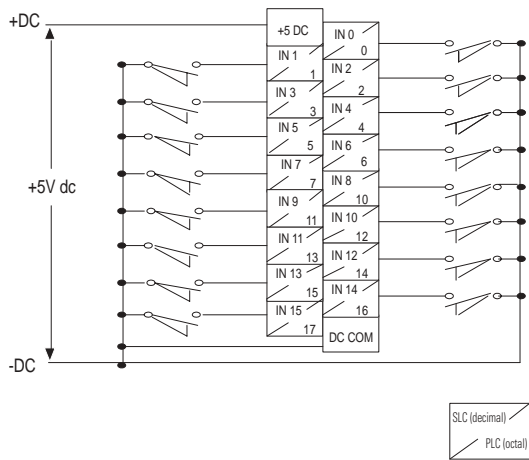 +DC
+5 DC
IN 0
0
IN 1
1
IN 2
2
IN 3
3
IN 4
4
IN 5
5
IN 6
6
IN 7
7
IN 8
10
IN 9
11
IN 10
12
IN 11
13
IN 12
14
IN 13
15
IN 14
16
IN 15
17
DC COM
+5V dc
-DC
SLC (decimal)
PLC (octal)